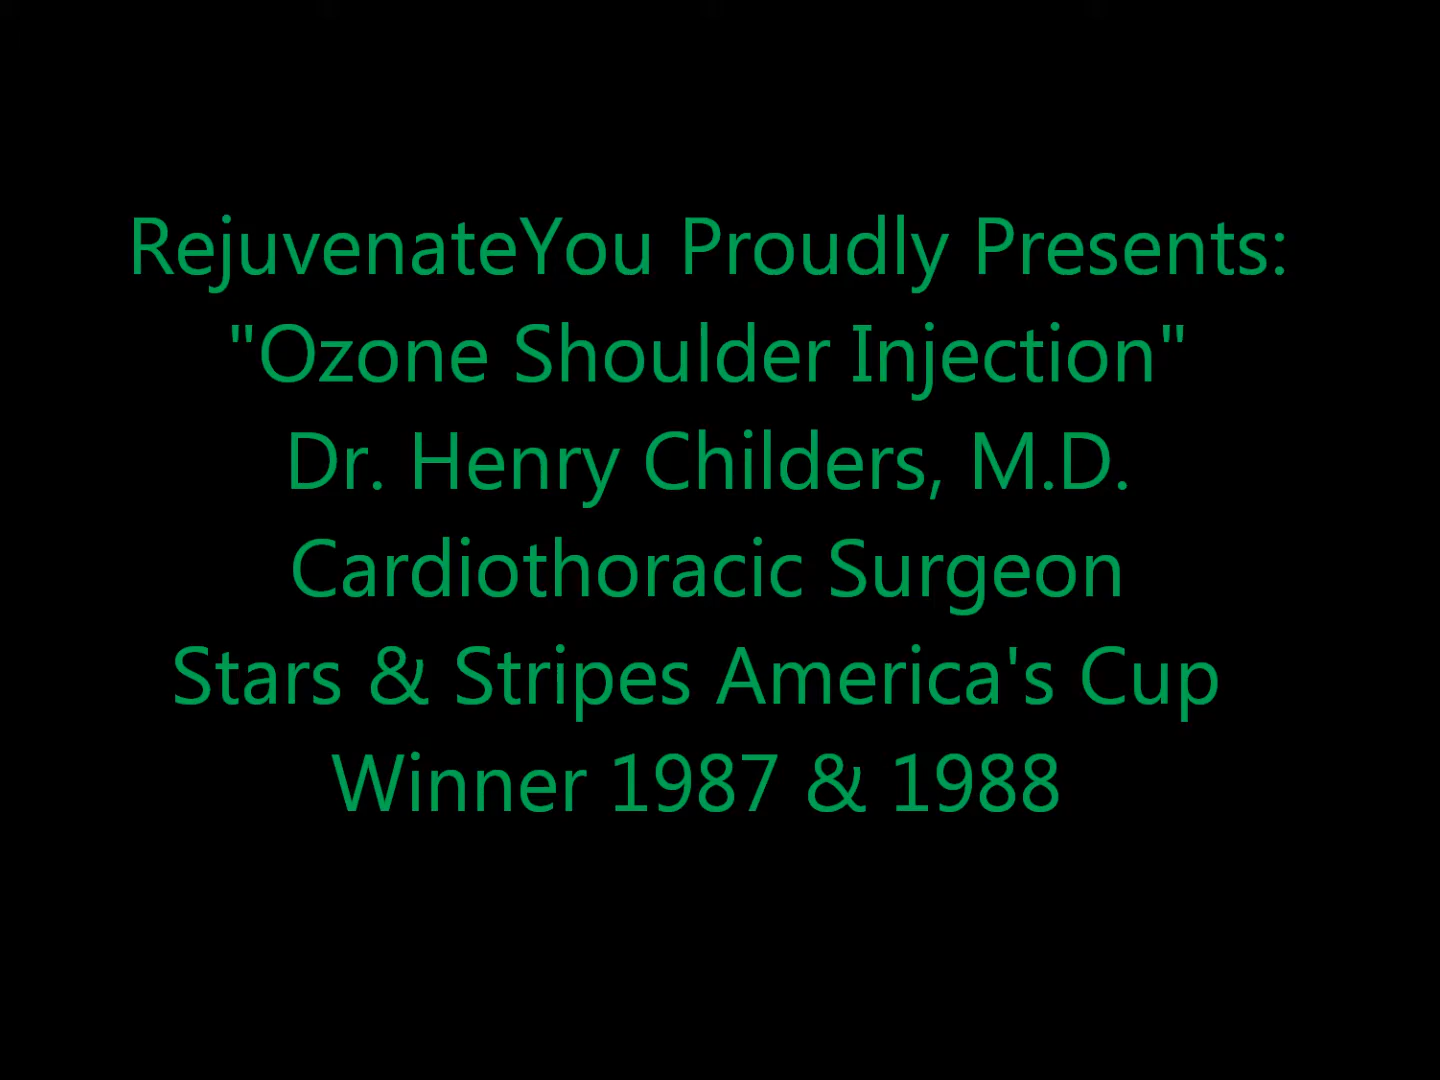 RejuvenateYou Proudly Presents:
"Ozone Shoulder Injection"
Dr. Henry Childers, M.D.
Cardiothoracic Surgeon
Stars & Stripes America's Cup
Winner 1987 & 1988